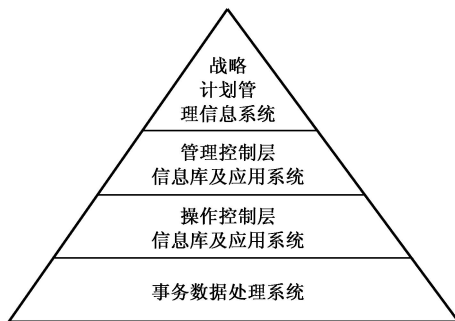 战略
计划管
理信息系统
管理控制层
信息库及应用系统
操作控制层
信息库及应用系统
事务数据处理系统